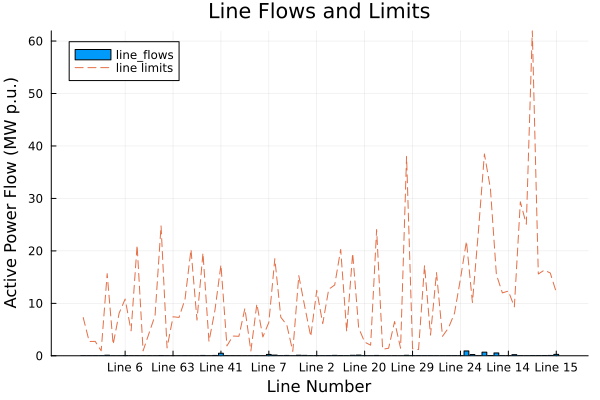 Line Flows and Limits
line_flows
line limits
Active Power Flow (MW p.u.)
60
50
40
30
20
10
0
Line 6 Line 63 Line 41 Line 7 Line 2 Line 20 Line 29 Line 24 Line 14 Line 15
Line Number